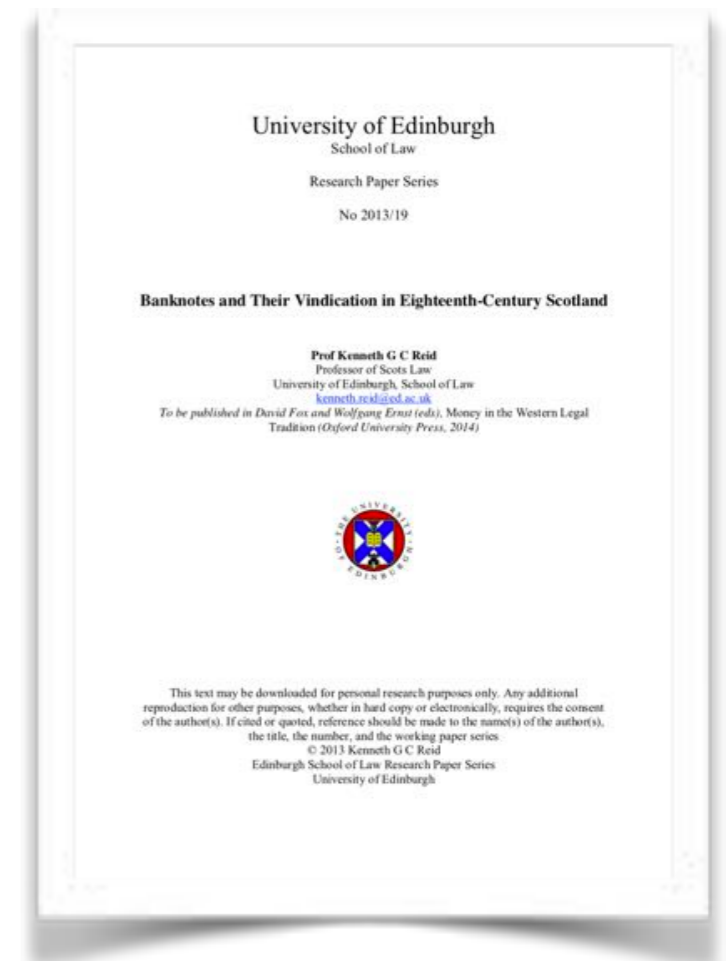 University of Edinburgh
School of Law
Research Paper Series
No 2013/19
Banknotes and Their Vindication in Eighteenth-Century Scotland
Prof Kenneth G C Reid
Professor of Scots Law
University of Edinburgh, School of Law
kenneth.reid@ed.ac.uk
To be published in David Fox and Wolfgang Ernst (eds), Money in the Western Legal
Tradition (Oxford University Press, 2014)
THE UNIVERSITY
OF EDINBURGH
This text may be downloaded for personal research purposes only. Any additional
reproduction for other purposes, whether in hard copy or electronically, requires the consent
of the author(s). If cited or quoted, reference should be made to the name(s) of the author(s),
the title, the number, and the working paper series
© 2013 Kenneth G C Reid
Edinburgh School of Law Research Paper Series
University of Edinburgh